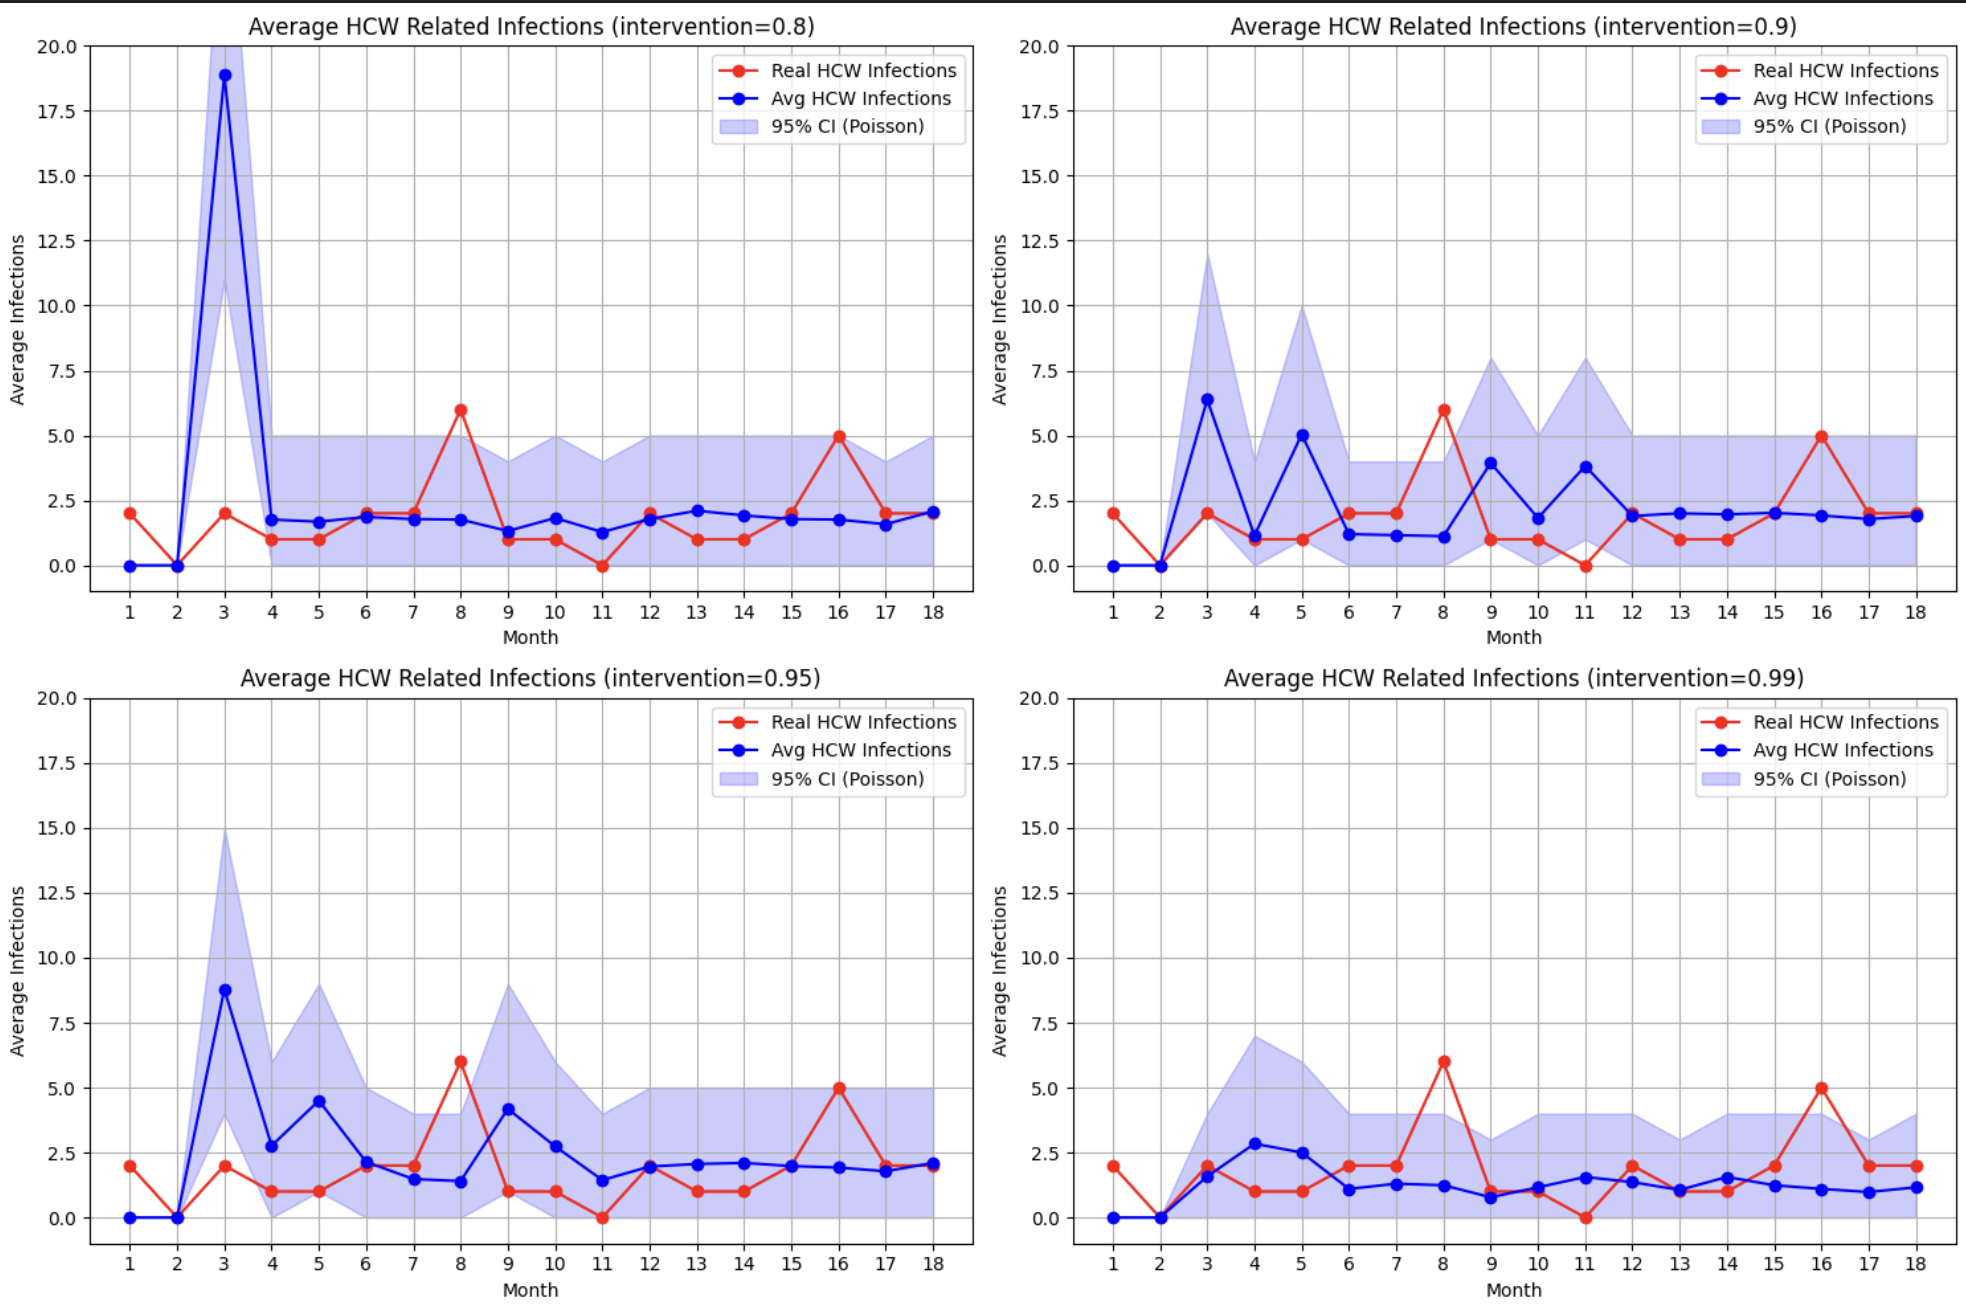 Average HCW Related Infections (intervention=0.8)
20.0
17.5
15.0
12.5
10.0
7.5
5.0
2.5
0.0
Average Infections
Real HCW Infections
Avg HCW Infections
95% CI (Poisson)
1 2 3 4 5 6 7 8 9 10 11 12 13 14 15 16 17 18
Month
Average HCW Related Infections (intervention=0.9)
20.0
17.5
15.0
12.5
10.0
7.5
5.0
2.5
0.0
Average Infections
Real HCW Infections
Avg HCW Infections
95% CI (Poisson)
1 2 3 4 5 6 7 8 9 10 11 12 13 14 15 16 17 18
Month
Average HCW Related Infections (intervention=0.95)
20.0
17.5
15.0
12.5
10.0
7.5
5.0
2.5
0.0
Average Infections
Real HCW Infections
Avg HCW Infections
95% CI (Poisson)
1 2 3 4 5 6 7 8 9 10 11 12 13 14 15 16 17 18
Month
Average HCW Related Infections (intervention=0.99)
20.0
17.5
15.0
12.5
10.0
7.5
5.0
2.5
0.0
Average Infections
Real HCW Infections
Avg HCW Infections
95% CI (Poisson)
1 2 3 4 5 6 7 8 9 10 11 12 13 14 15 16 17 18
Month